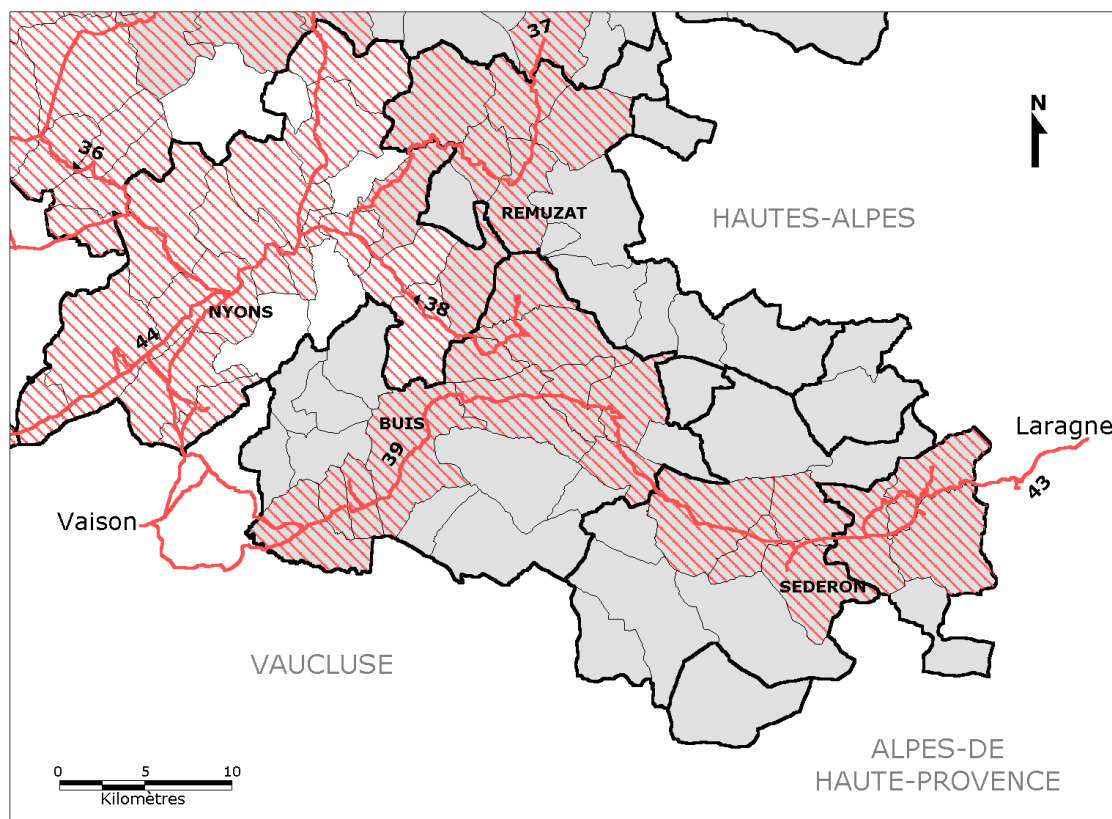 37
N
36
REMUZAT
HAUTES-ALPES
38
NYONS
44
BUIS
Laragne
39
43
Vaison
SEDERON
VAUCLUSE
ALPES-DE
HAUTE-PROVENCE
0 5 10
Kilomètres